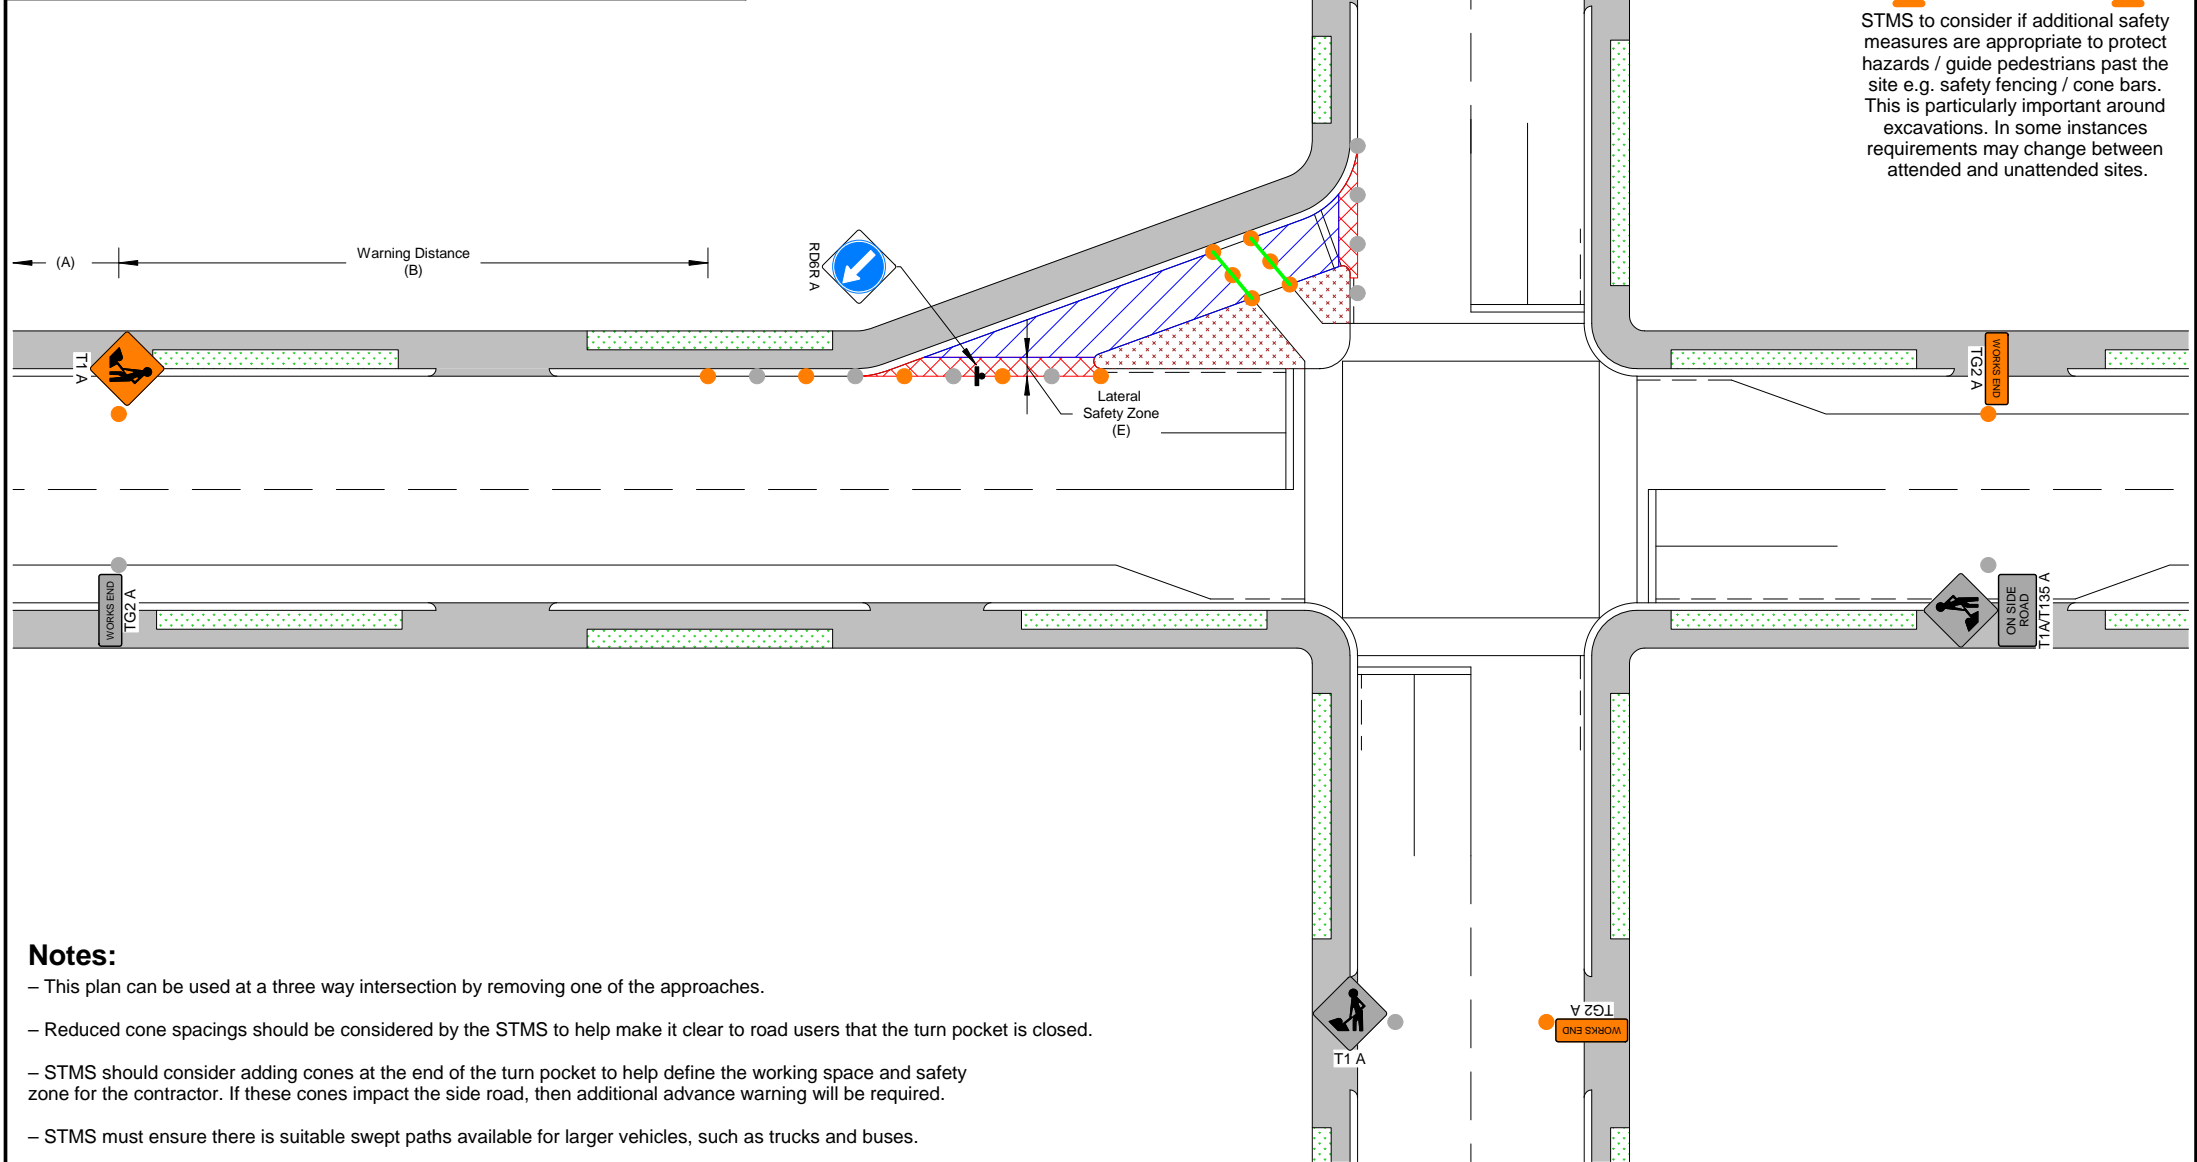 STMS to consider if additional safety
measures are appropriate to protect
hazards / guide pedestrians past the
site e.g. safety fencing / cone bars.
This is particularly important around
excavations. In some instances
requirements may change between
attended and unattended sites.
(A)
Warning Distance
(B)
RD6R A
T1 A
Lateral
Safety Zone
(E)
WORKS END
TG2 A
WORKS END
TG2 A
ON SIDE
ROAD
T1A/T135 A
T1 A
TG2 A
WORKS END
Notes:
– This plan can be used at a three way intersection by removing one of the approaches.
– Reduced cone spacings should be considered by the STMS to help make it clear to road users that the turn pocket is closed.
– STMS should consider adding cones at the end of the turn pocket to help define the working space and safety
zone for the contractor. If these cones impact the side road, then additional advance warning will be required.
– STMS must ensure there is suitable swept paths available for larger vehicles, such as trucks and buses.